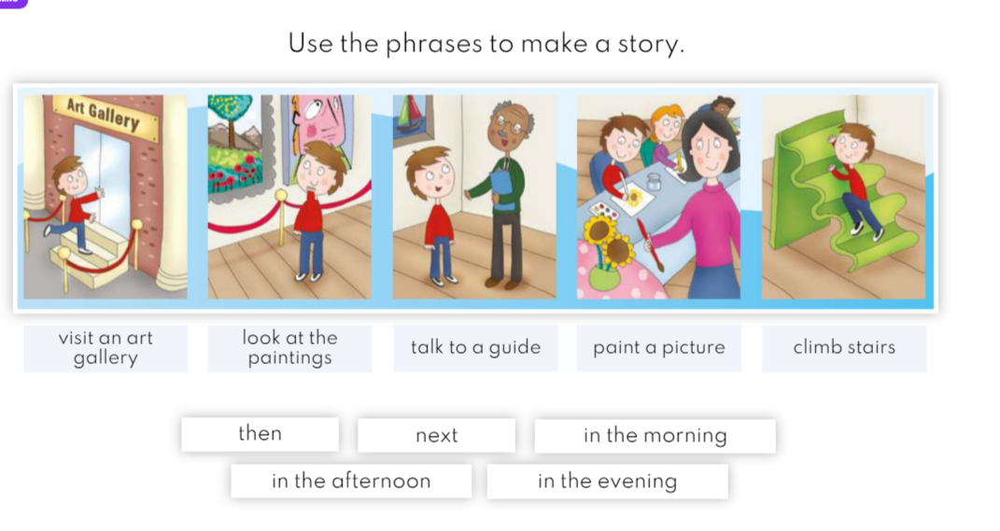 Use the phrases to make a story.
Art Gallery
visit an art
gallery
look at the
paintings
talk to a guide
paint a picture
climb stairs
then
next
in the morning
in the afternoon
in the evening